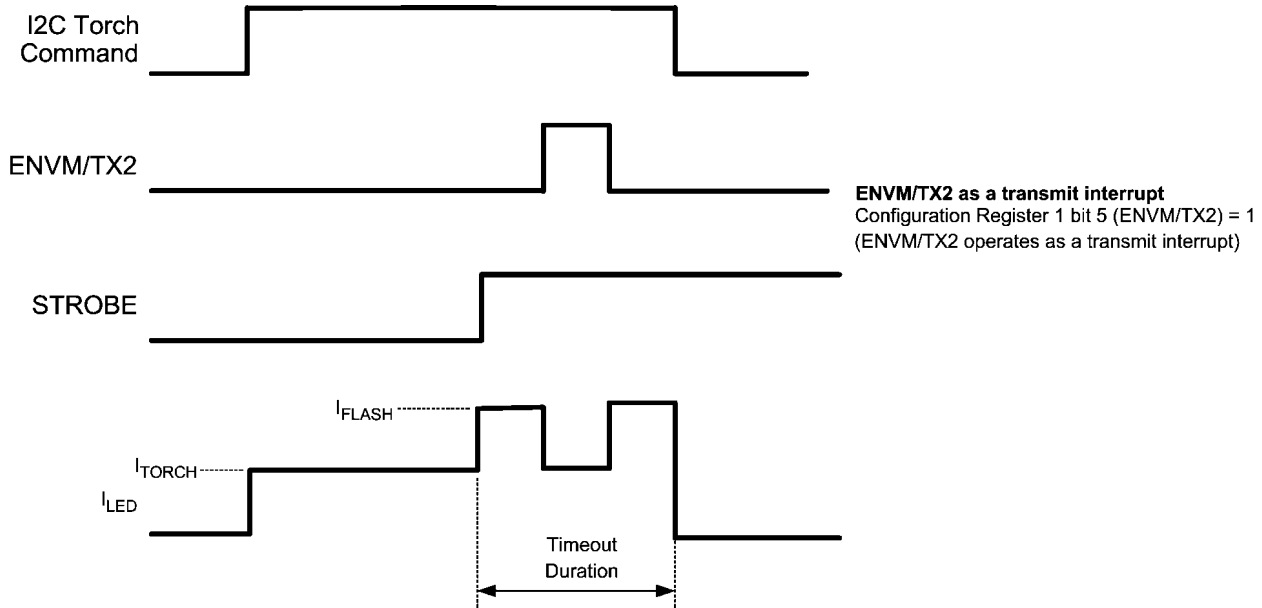 I2C Torch
Command
ENVM/TX2
ENVM/TX2 as a transmit interrupt
Configuration Register 1 bit 5 (ENVM/TX2) = 1
(ENVM/TX2 operates as a transmit interrupt)
STROBE
IFLASH
ITORCH
ILED
Timeout
Duration